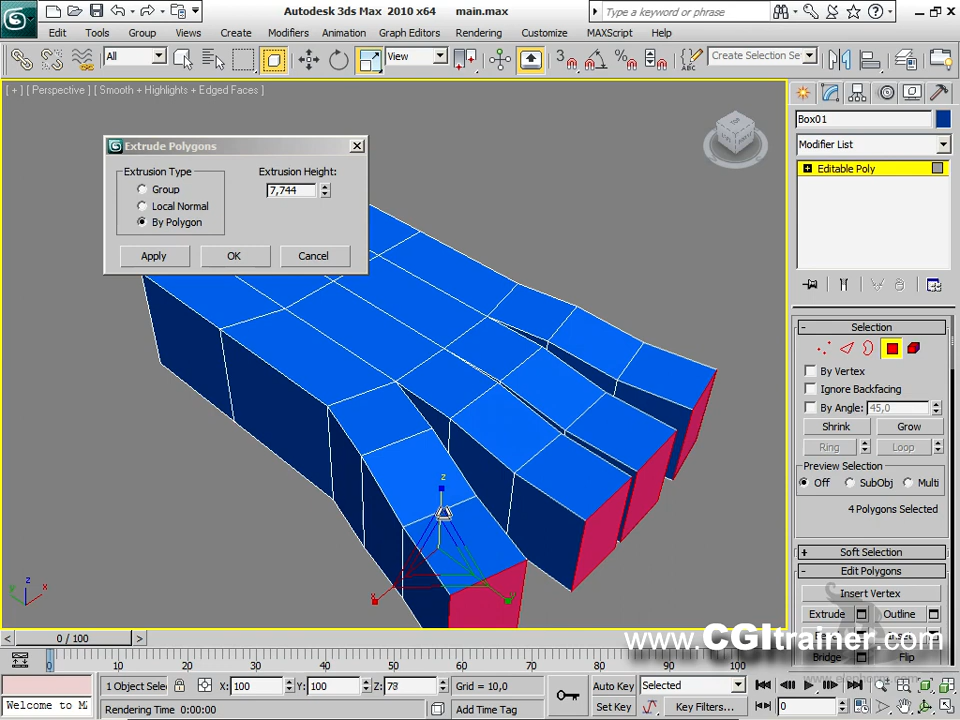 Autodesk 3ds Max 2010 x64 main.max
Type a keyword or phrase
Edit Tools Group Views Create Modifiers Animation Graph Editors Rendering Customize MAXScript Help
All View 3 Create Selection Se
[ + ] [ Perspective ] [ Smooth + Highlights + Edged Faces ]
Extrude Polygons
Extrusion Type Extrusion Height:
Group 7,744
Local Normal
By Polygon
Apply OK Cancel
TOP
z
x
y
z
x
Box01
Modifier List
Editable Poly
Selection
By Vertex
Ignore Backfacing
By Angle: 45,0
Shrink Grow
Ring Loop
Preview Selection
Off SubObj Multi
4 Polygons Selected
Soft Selection
Edit Polygons
Insert Vertex
Extrude Outline
Bridge Flip
www.CGItrainer.com
0 / 100
0 10 20 30 40 50 60 70 80 90 100
1 Object Selec X: 100 Y: 100 Z: 78 Grid = 10,0 Auto Key Selected
Welcome to MA Rendering Time 0:00:00 Add Time Tag Set Key Key Filters... 0